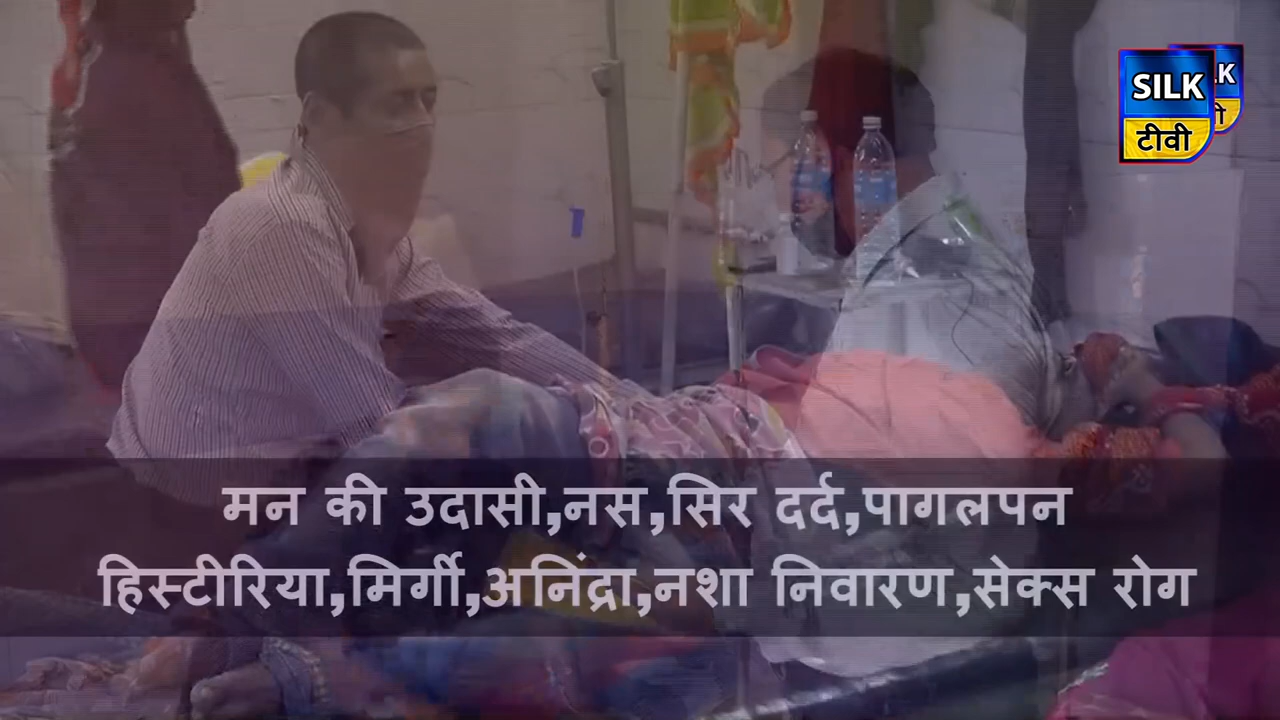 SILK
टीवी
मन की उदासी,नस,सिर दर्द,पागलपन
हिस्टीरिया,मिर्गी,अनिंद्रा,नशा निवारण,सेक्स रोग